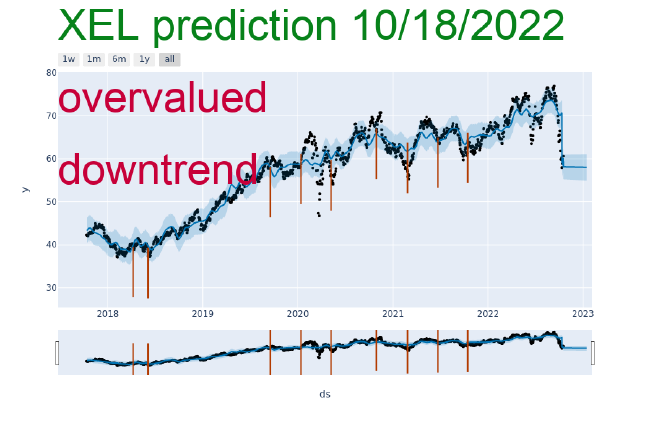 XEL prediction 10/18/2022
1w 1m 6m 1y all
overvalued
downtrend
80
70
60
50
40
30
y
2018 2019 2020 2021 2022 2023
ds